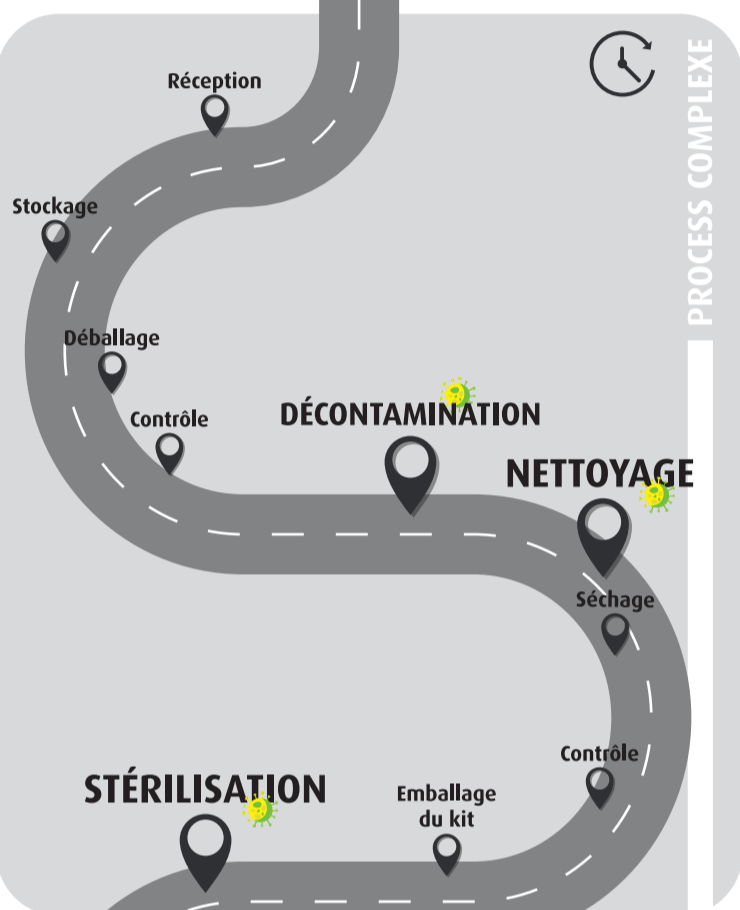 Réception
PROCESS COMPLEXE
Stockage
Déballage
Contrôle
DÉCONTAMINATION
NETTOYAGE
Séchage
Contrôle
Emballage
du kit
STÉRILISATION